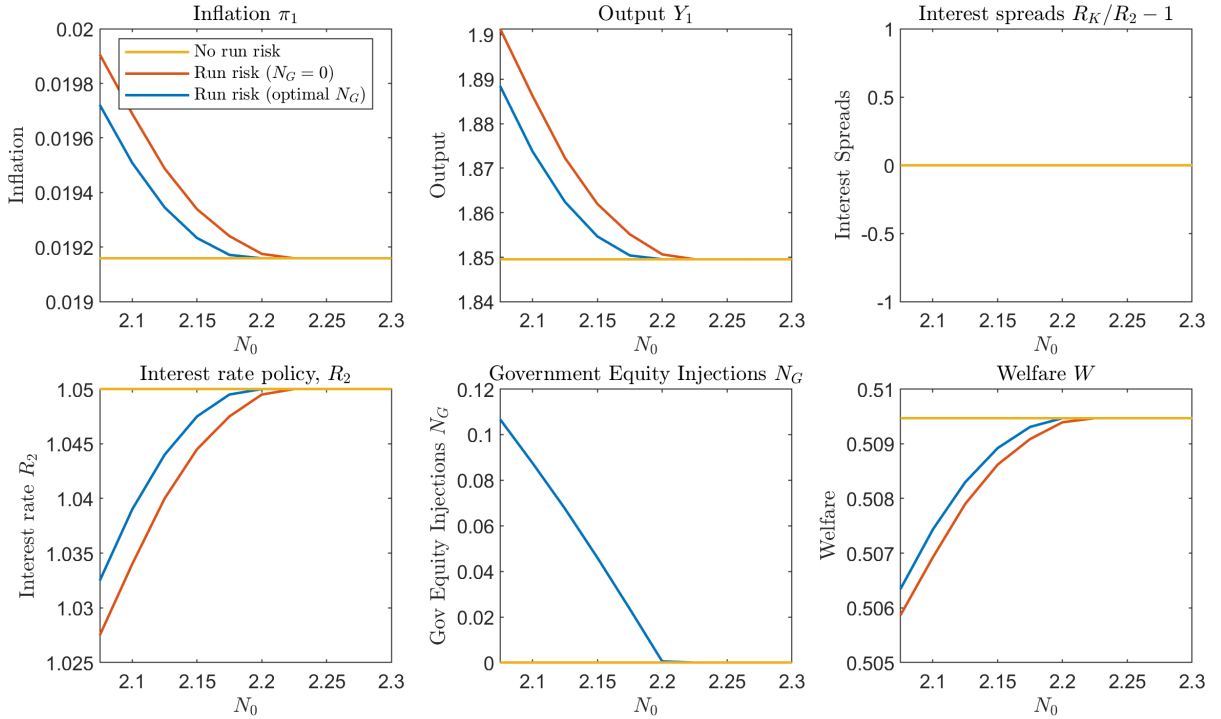 Inflation π₁
0.02
0.0198
0.0196
0.0194
0.0192
0.019
Inflation
No run risk
Run risk (N_G = 0)
Run risk (optimal N_G)
2.1 2.15 2.2 2.25 2.3
N₀
Output Y₁
1.9
1.89
1.88
1.87
1.86
1.85
1.84
Output
2.1 2.15 2.2 2.25 2.3
N₀
Interest spreads R_K/R₂ − 1
1
0.5
0
-0.5
-1
Interest Spreads
2.1 2.15 2.2 2.25 2.3
N₀
Interest rate policy, R₂
1.05
1.045
1.04
1.035
1.03
1.025
Interest rate R₂
2.1 2.15 2.2 2.25 2.3
N₀
Government Equity Injections N_G
0.12
0.1
0.08
0.06
0.04
0.02
0
Gov Equity Injections N_G
2.1 2.15 2.2 2.25 2.3
N₀
Welfare W
0.51
0.509
0.508
0.507
0.506
0.505
Welfare
2.1 2.15 2.2 2.25 2.3
N₀